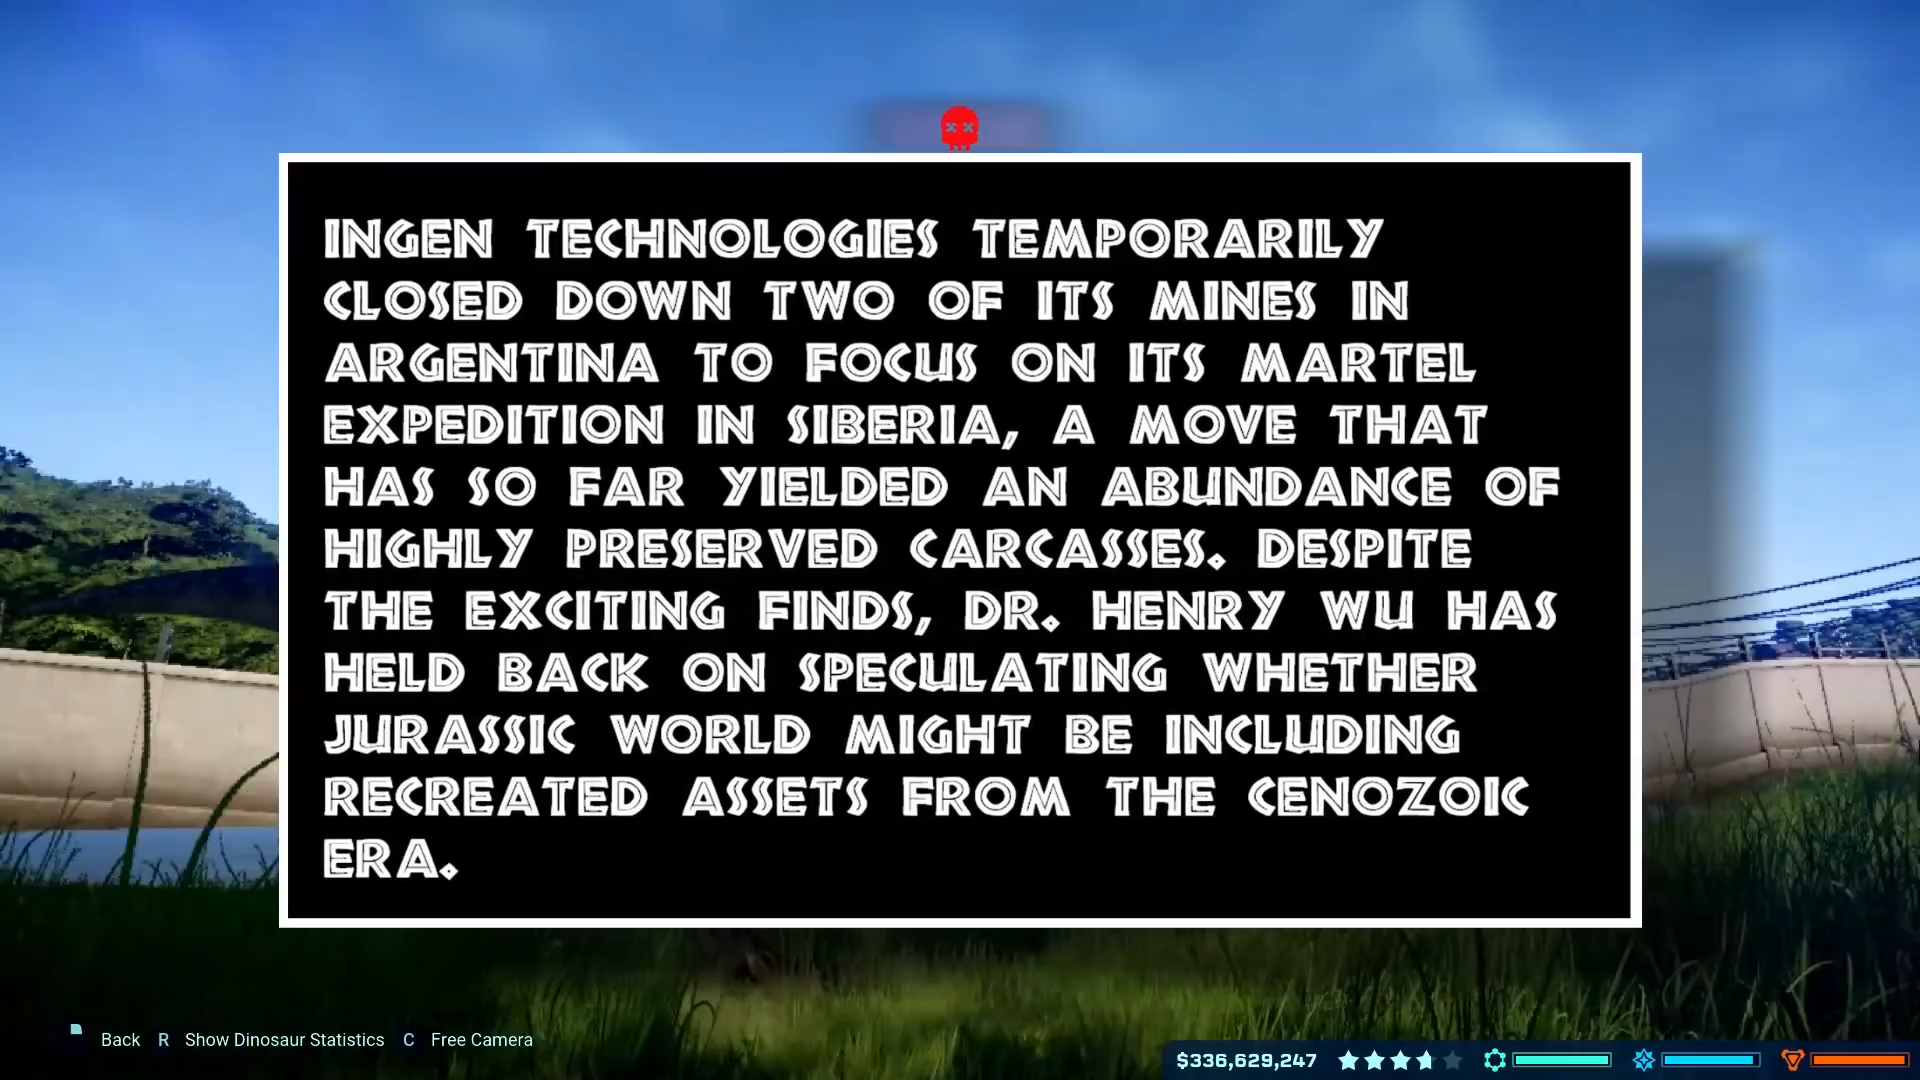 INGEN TECHNOLOGIES TEMPORARILY
CLOSED DOWN TWO OF ITS MINES IN
ARGENTINA TO FOCUS ON ITS MARTEL
EXPEDITION IN SIBERIA, A MOVE THAT
HAS SO FAR YIELDED AN ABUNDANCE OF
HIGHLY PRESERVED CARCASSES. DESPITE
THE EXCITING FINDS, DR. HENRY WU HAS
HELD BACK ON SPECULATING WHETHER
JURASSIC WORLD MIGHT BE INCLUDING
RECREATED ASSETS FROM THE CENOZOIC
ERA.
Back R Show Dinosaur Statistics C Free Camera
$336,629,247